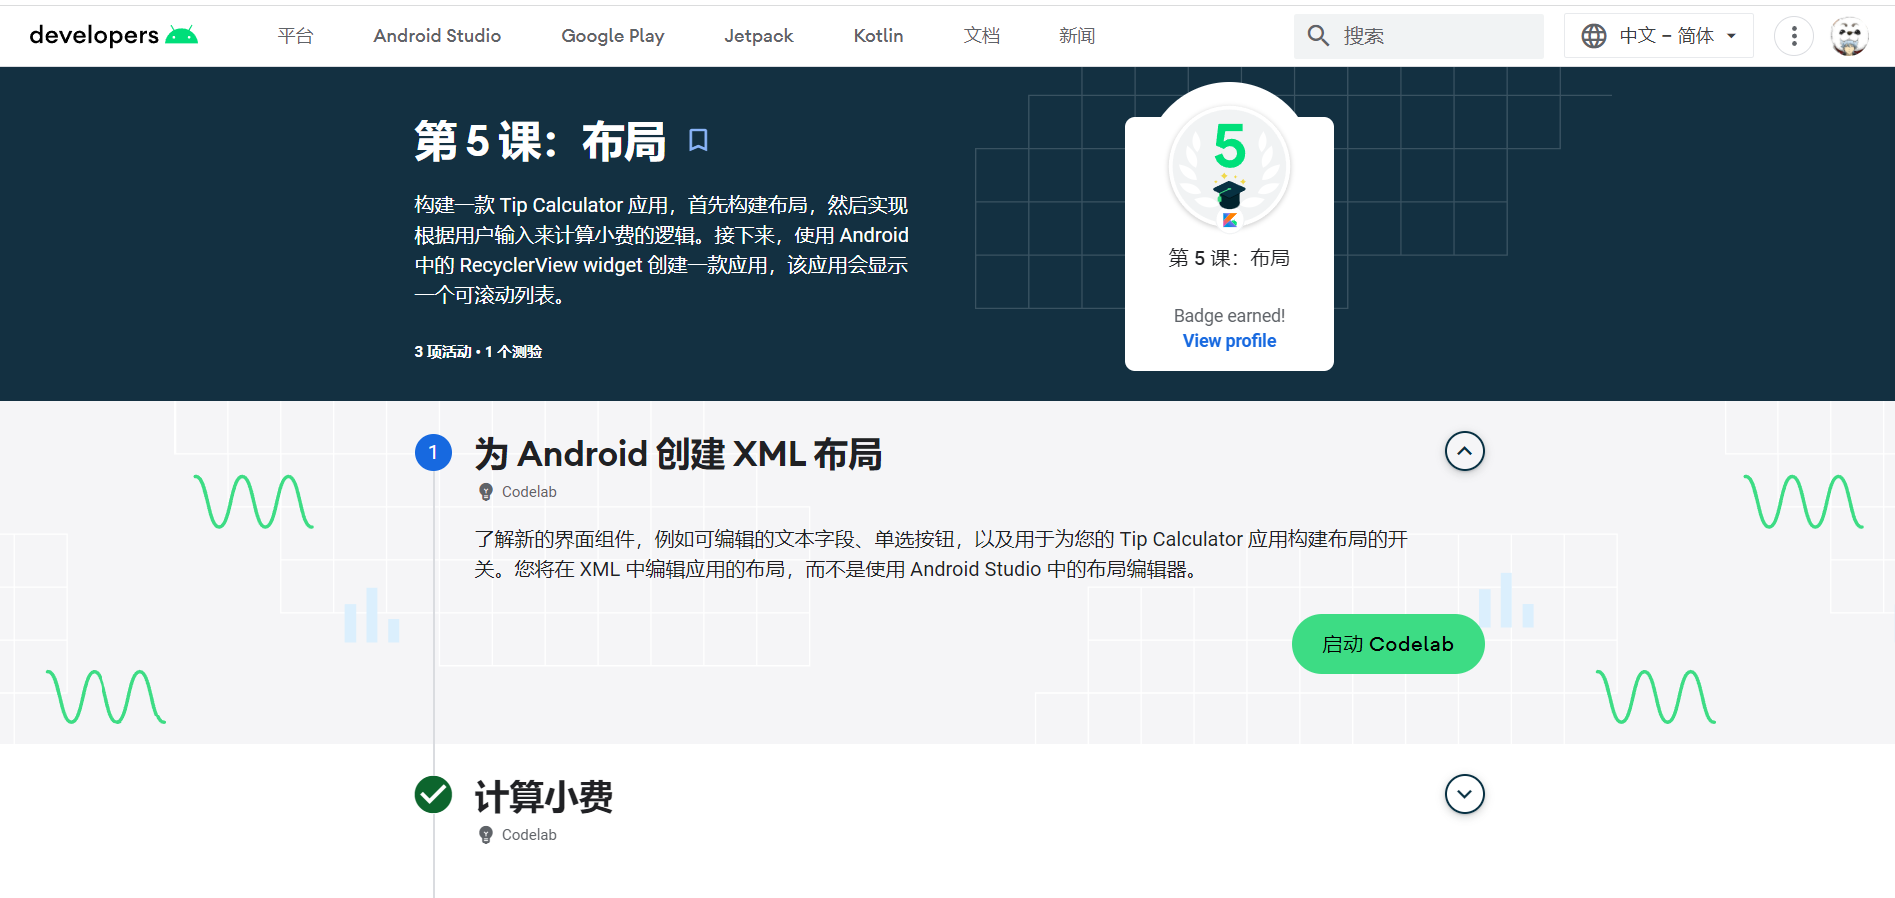 developers
平台
Android Studio
Google Play
Jetpack
Kotlin
文档
新闻
搜索
中文 – 简体
第 5 课：布局
构建一款 Tip Calculator 应用，首先构建布局，然后实现
根据用户输入来计算小费的逻辑。接下来，使用 Android
中的 RecyclerView widget 创建一款应用，该应用会显示
一个可滚动列表。
3 项活动 • 1 个测验
5
第 5 课：布局
Badge earned!
View profile
1
为 Android 创建 XML 布局
Codelab
了解新的界面组件，例如可编辑的文本字段、单选按钮，以及用于为您的 Tip Calculator 应用构建布局的开
关。您将在 XML 中编辑应用的布局，而不是使用 Android Studio 中的布局编辑器。
启动 Codelab
计算小费
Codelab